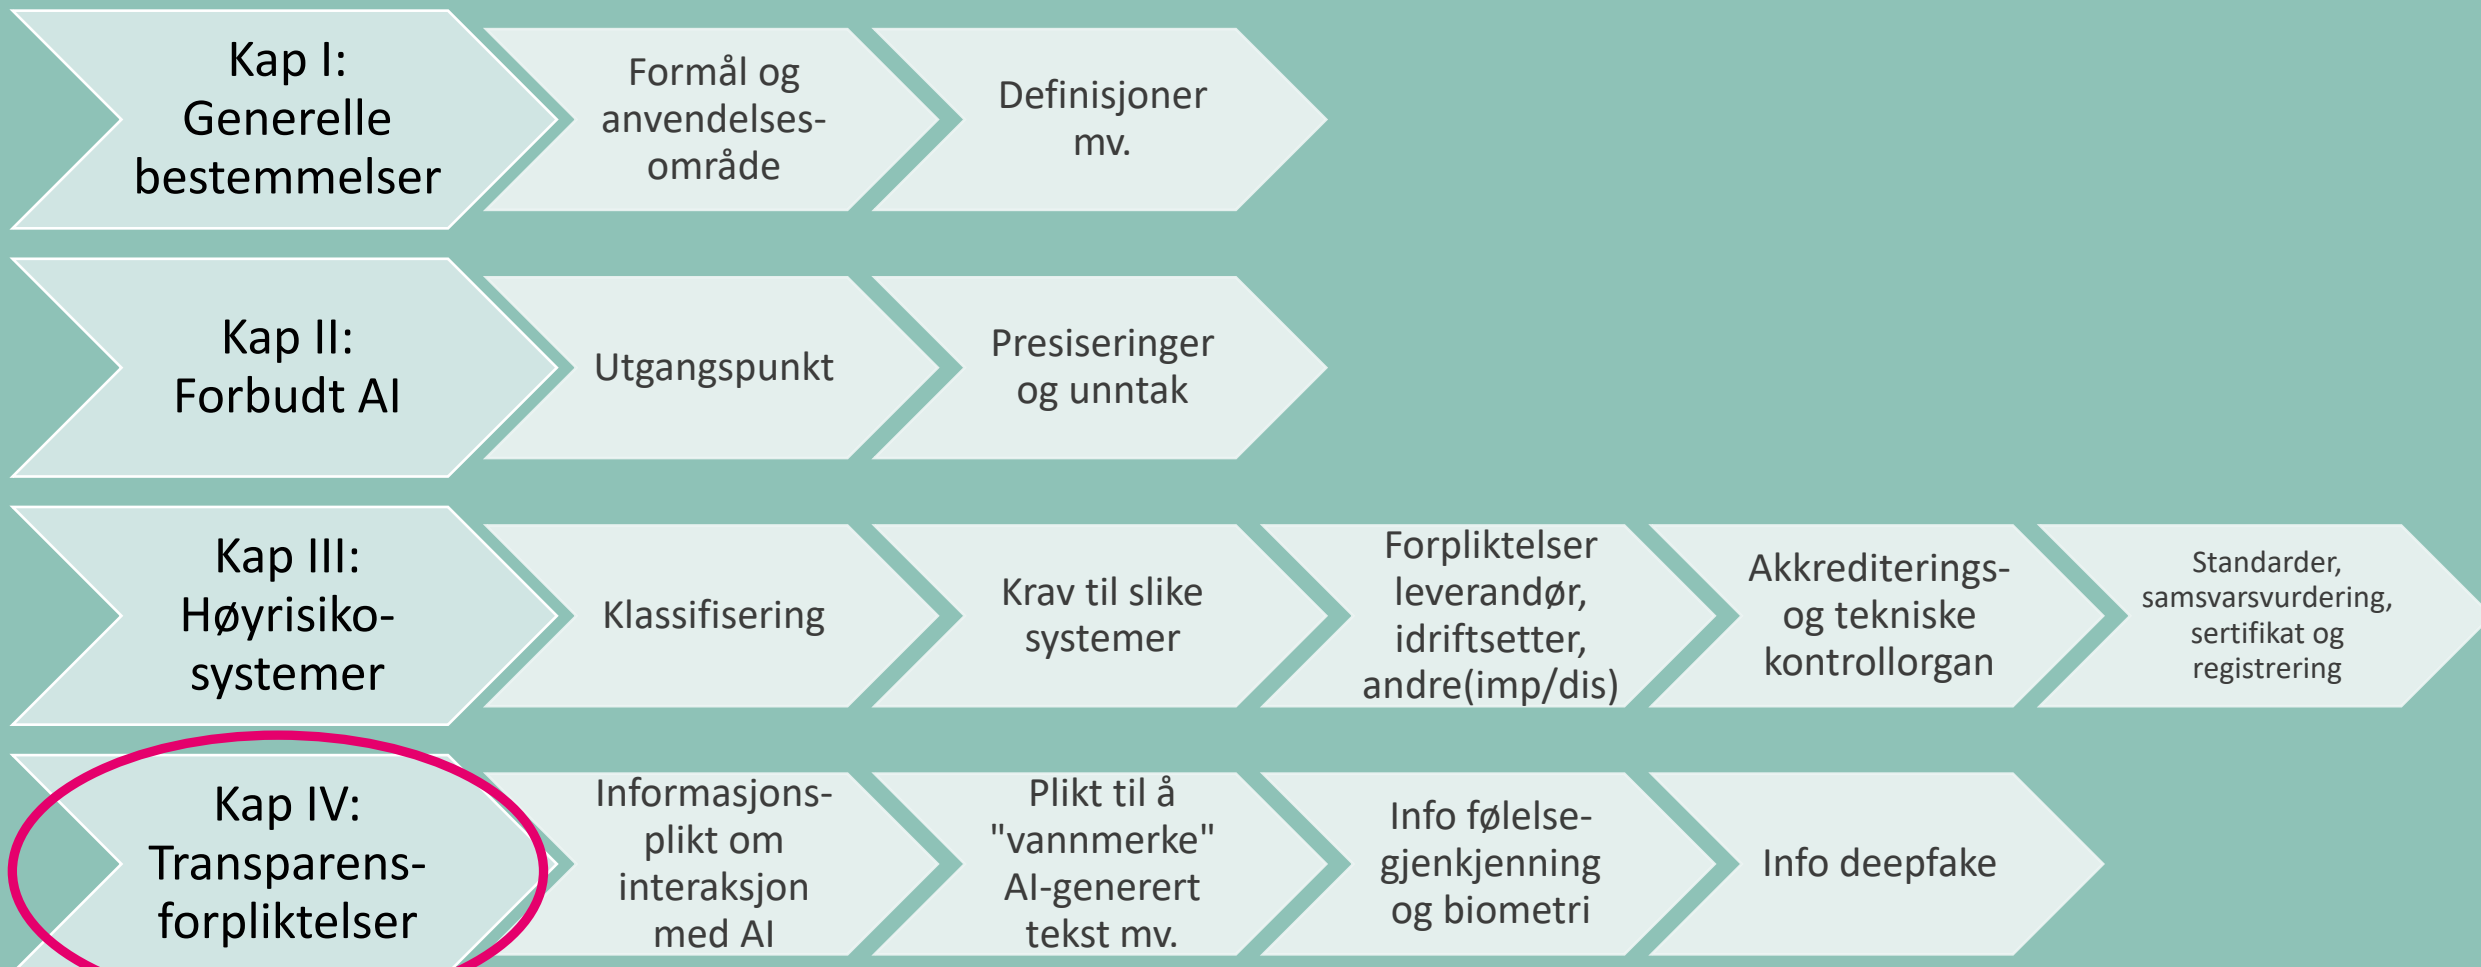 Kap I:
Generelle
bestemmelser
Formål og
anvendelses-
område
Definisjoner
mv.
Kap II:
Forbudt AI
Utgangspunkt
Presiseringer
og unntak
Kap III:
Høyrisiko-
systemer
Klassifisering
Krav til slike
systemer
Forpliktelser
leverandør,
idriftsetter,
andre(imp/dis)
Akkrediterings-
og tekniske
kontrollorgan
Standarder,
samsvarsvurdering,
sertifikat og
registrering
Kap IV:
Transparens-
forpliktelser
Informasjons-
plikt om
interaksjon
med AI
Plikt til å
"vannmerke"
AI-generert
tekst mv.
Info følelse-
gjenkjenning
og biometri
Info deepfake